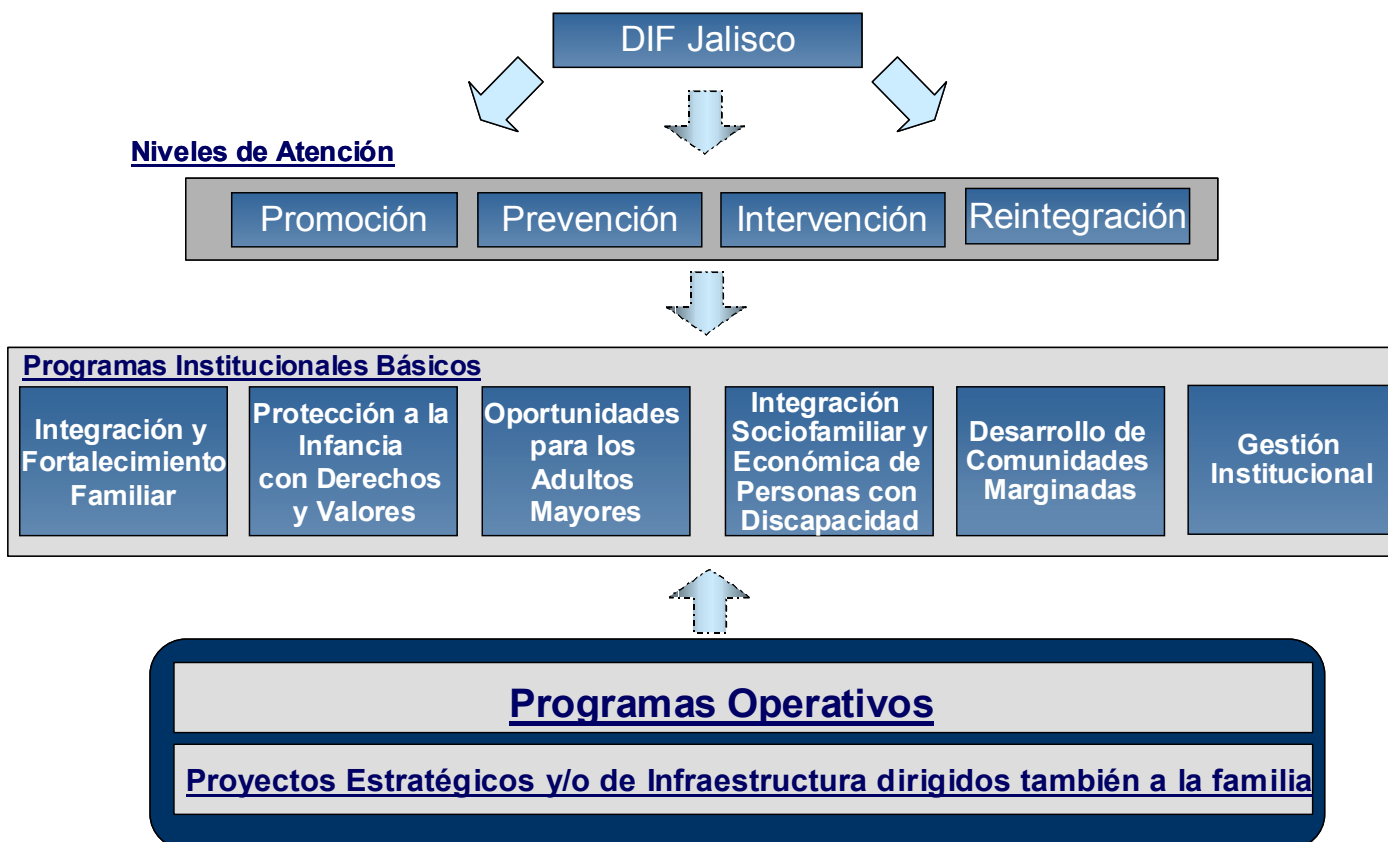 DIF Jalisco
Niveles de Atención
Promoción
Prevención
Intervención
Reintegración
Programas Institucionales Básicos
Integración y
Fortalecimiento
Familiar
Protección a la
Infancia
con Derechos
y Valores
Oportunidades
para los
Adultos
Mayores
Integración
Sociofamiliar y
Económica de
Personas con
Discapacidad
Desarrollo de
Comunidades
Marginadas
Gestión
Institucional
Programas Operativos
Proyectos Estratégicos y/o de Infraestructura dirigidos también a la familia